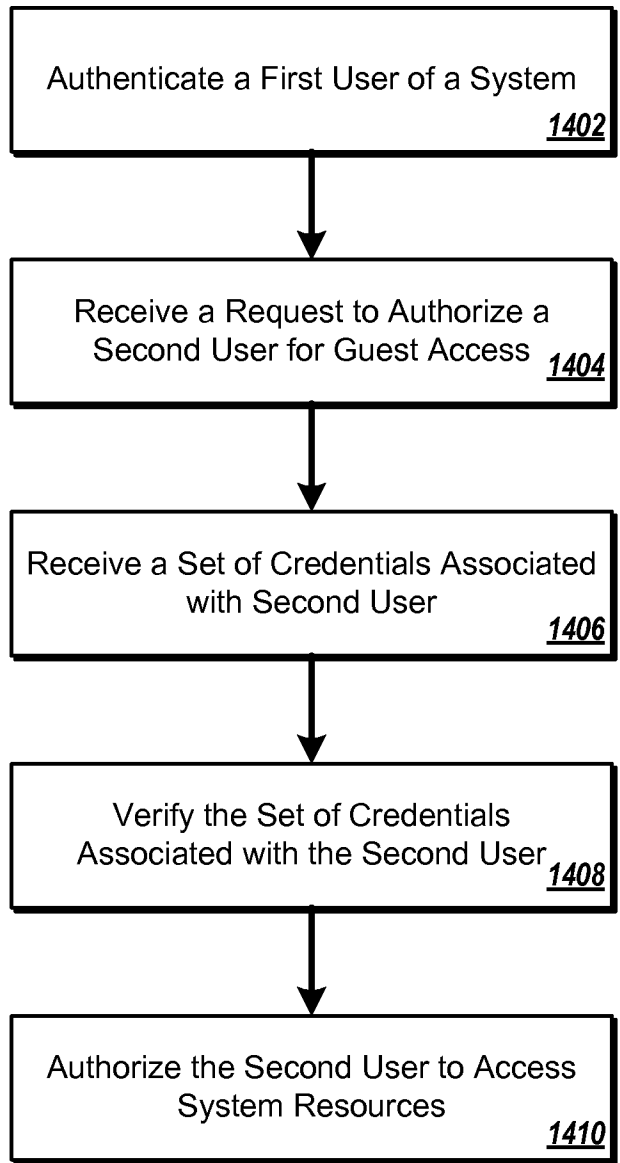 Authenticate a First User of a System
1402
Receive a Request to Authorize a
Second User for Guest Access
1404
Receive a Set of Credentials Associated
with Second User
1406
Verify the Set of Credentials
Associated with the Second User
1408
Authorize the Second User to Access
System Resources
1410